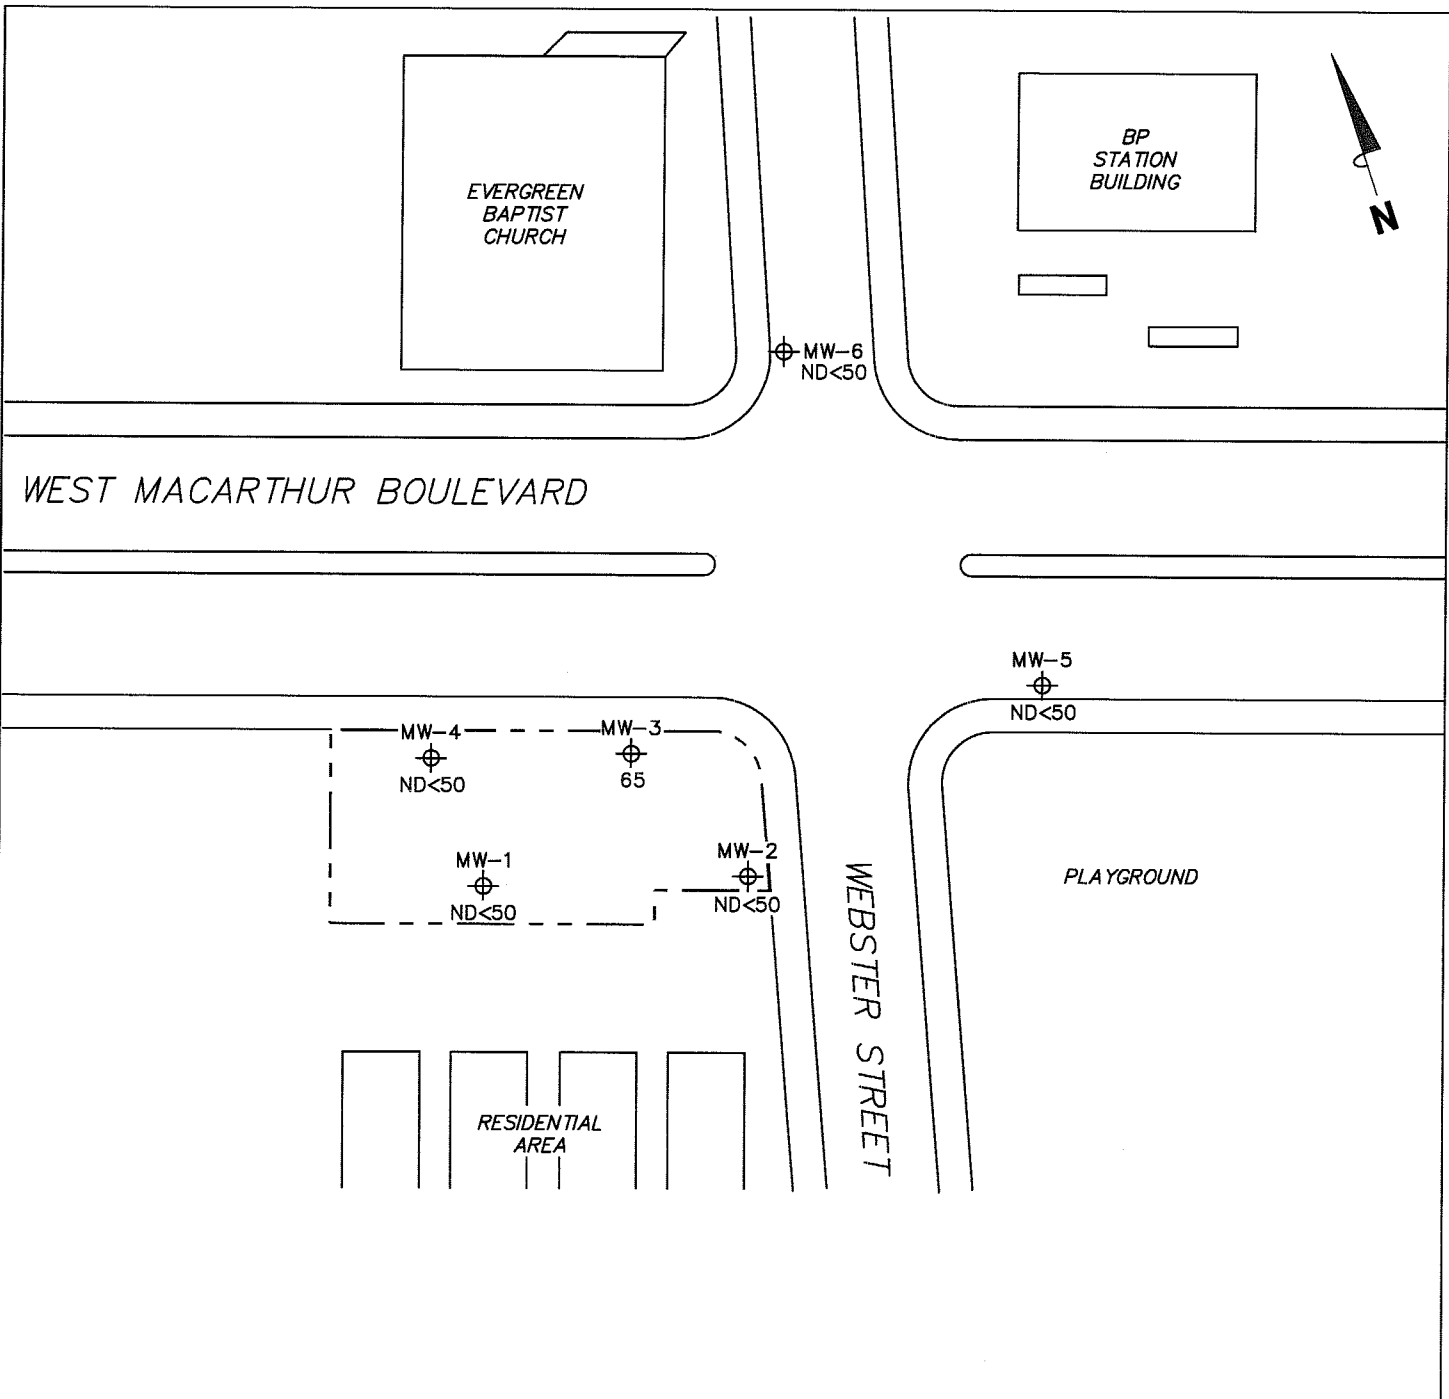 EVERGREEN
BAPTIST
CHURCH
BP
STATION
BUILDING
N
MW-6
ND<50
WEST MACARTHUR BOULEVARD
MW-5
ND<50
MW-4
ND<50
MW-3
65
MW-1
ND<50
MW-2
ND<50
WEBSTER STREET
PLAYGROUND
RESIDENTIAL
AREA